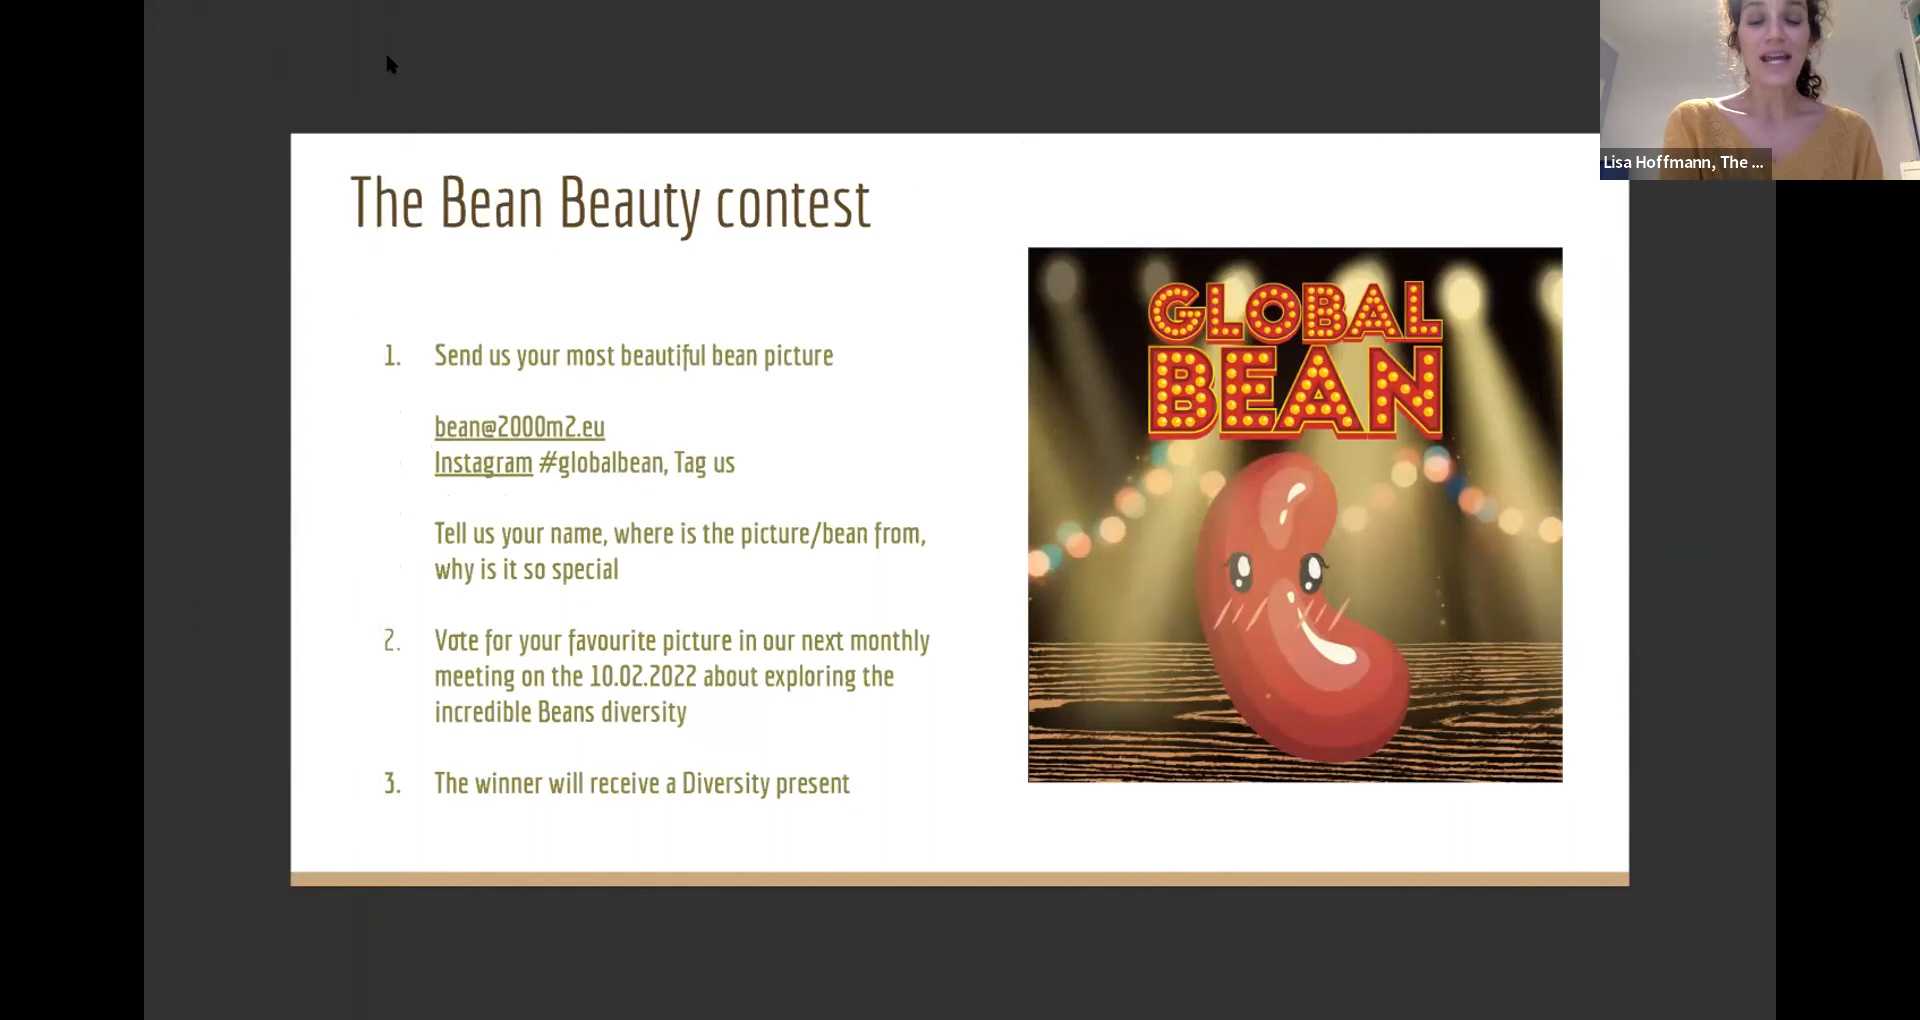 Lisa Hoffmann, The ...
The Bean Beauty contest
1. Send us your most beautiful bean picture
bean@2000m2.eu
Instagram #globalbean, Tag us
Tell us your name, where is the picture/bean from,
why is it so special
2. Vote for your favourite picture in our next monthly
meeting on the 10.02.2022 about exploring the
incredible Beans diversity
3. The winner will receive a Diversity present
GLOBAL
BEAN